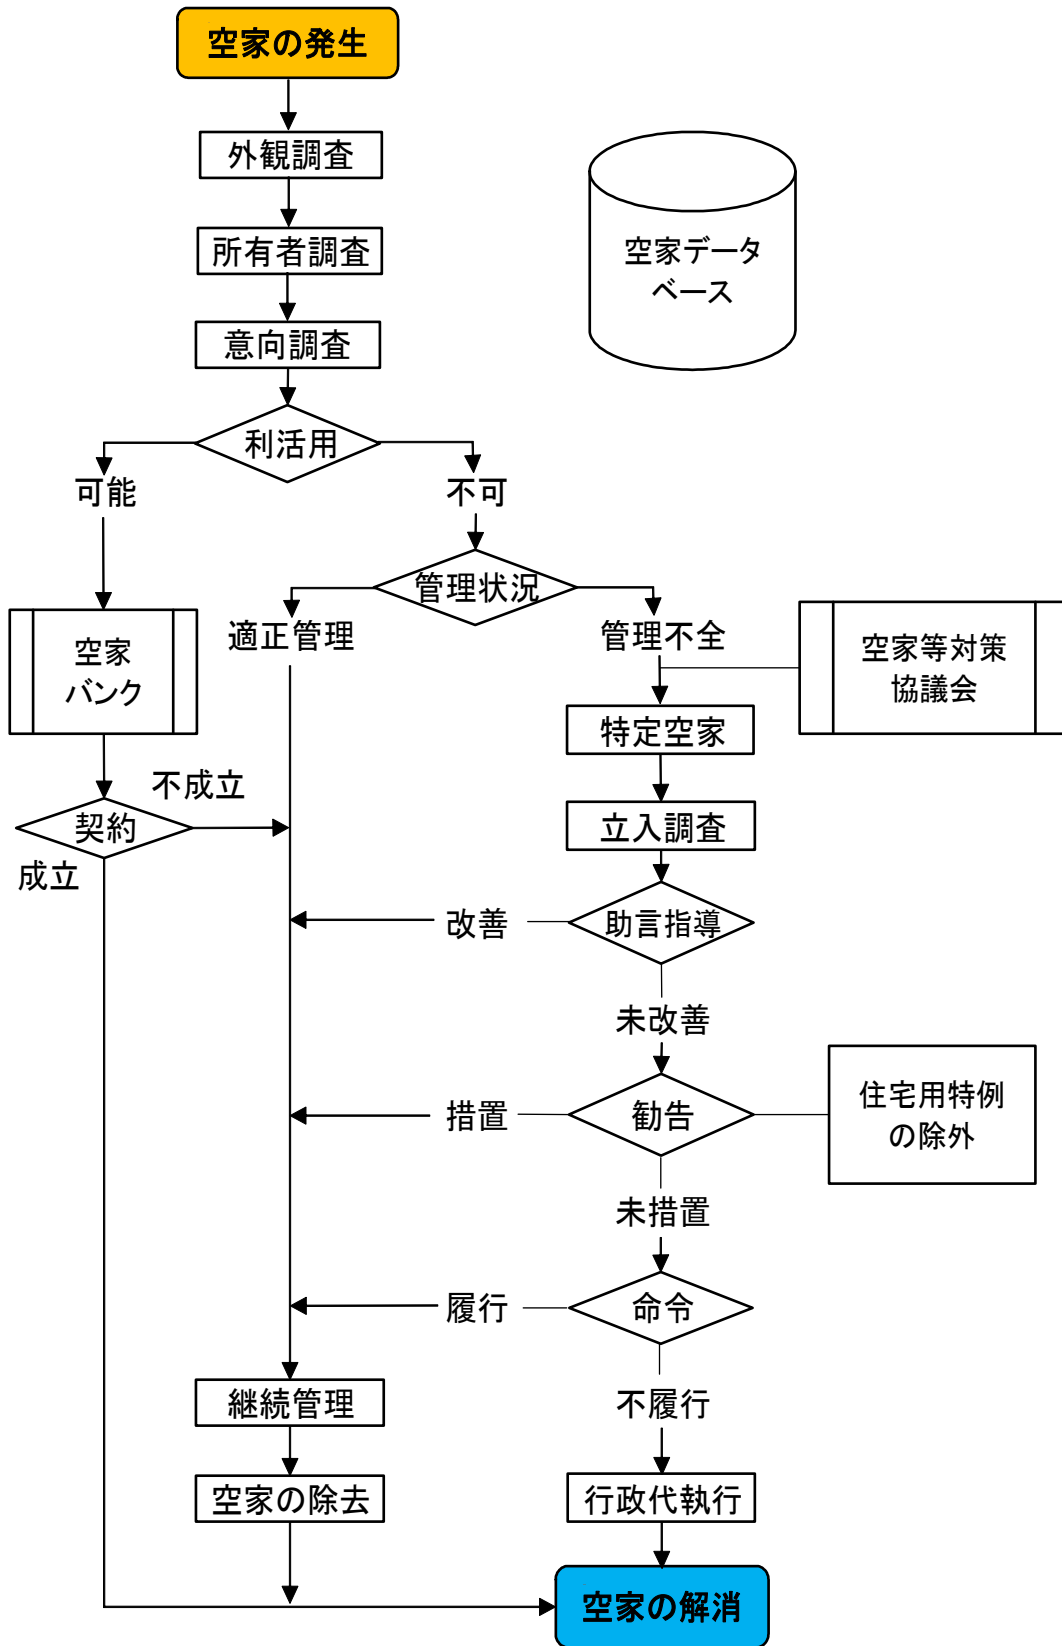 空家の発生
外観調査
空家データ
ベース
所有者調査
意向調査
利活用
可能
不可
管理状況
適正管理
管理不全
空家
バンク
空家等対策
協議会
特定空家
不成立
契約
立入調査
成立
改善
助言指導
未改善
措置
勧告
住宅用特例
の除外
未措置
履行
命令
継続管理
不履行
空家の除去
行政代執行
空家の解消